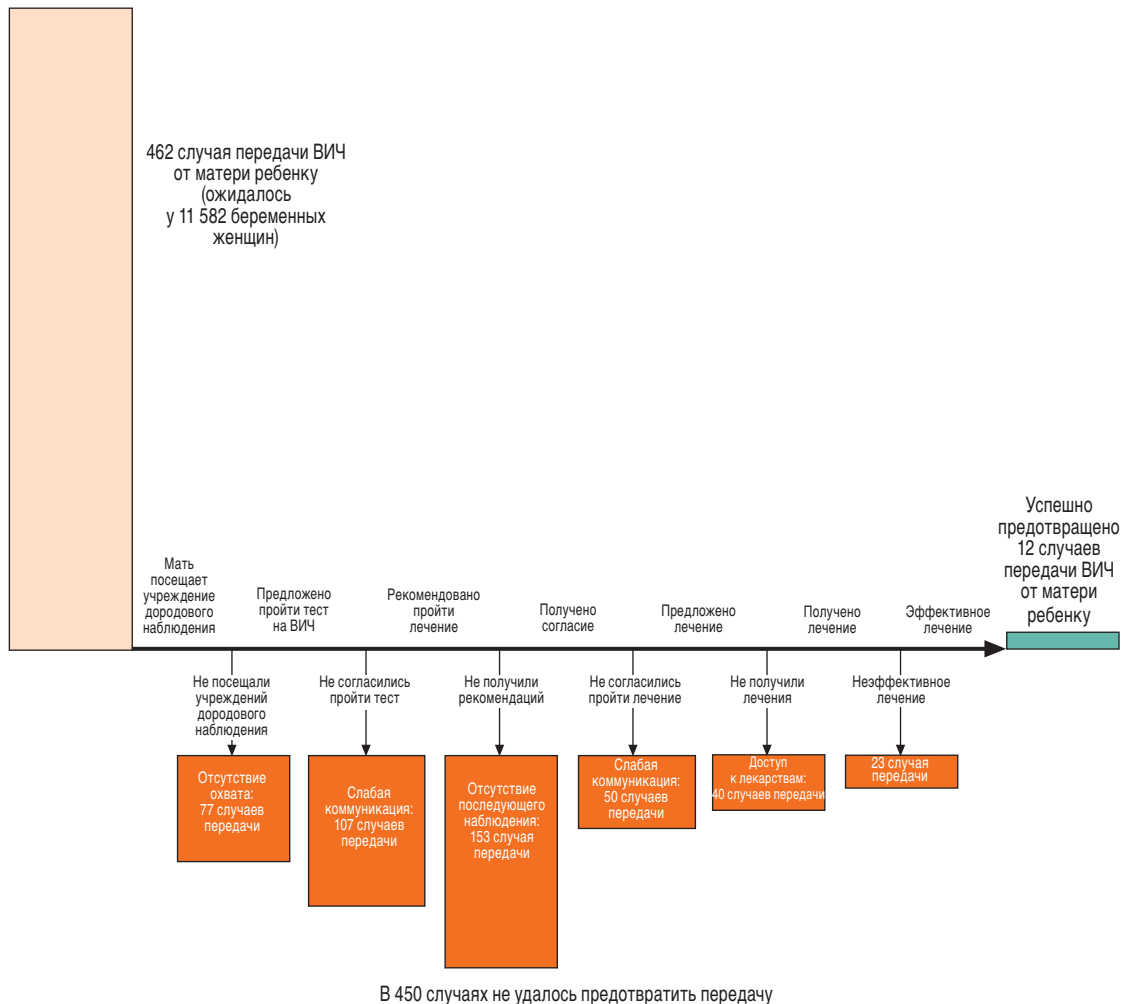 462 случая передачи ВИЧ
от матери ребенку
(ожидалось
у 11 582 беременных
женщин)
Успешно
предотвращено
12 случаев
передачи ВИЧ
от матери
ребенку
Мать
посещает
учреждение
дородового
наблюдения
Предложено
пройти тест
на ВИЧ
Рекомендовано
пройти
лечение
Получено
согласие
Предложено
лечение
Получено
лечение
Эффективное
лечение
Не посещали
учреждений
дородового
наблюдения
Не согласились
пройти тест
Не получили
рекомендаций
Не согласились
пройти лечение
Не получили
лечения
Неэффективное
лечение
Отсутствие
охвата:
77 случаев
передачи
Слабая
коммуникация:
107 случаев
передачи
Отсутствие
последующего
наблюдения:
153 случая
передачи
Слабая
коммуникация:
50 случаев
передачи
Доступ
к лекарствам:
40 случаев передачи
23 случая
передачи
В 450 случаях не удалось предотвратить передачу